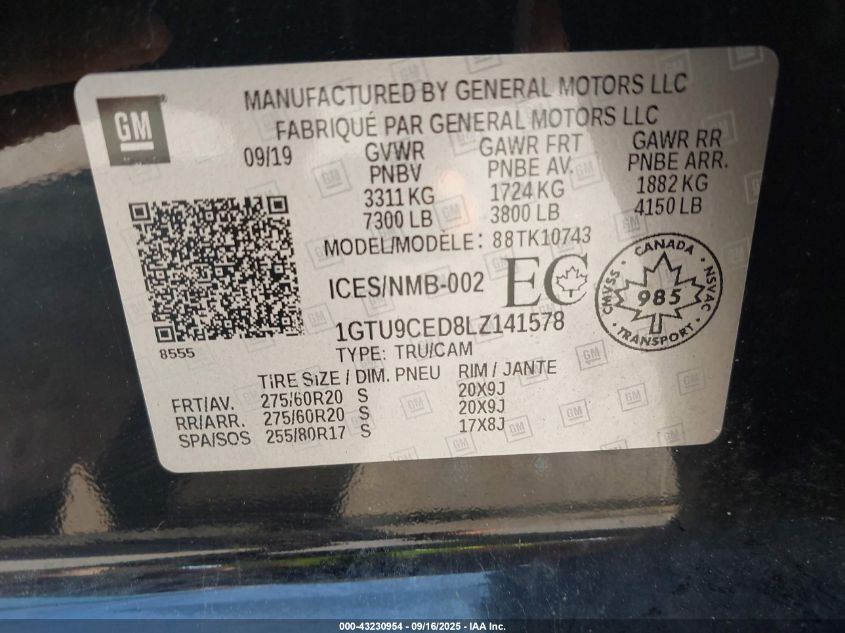 GM
MANUFACTURED BY GENERAL MOTORS LLC
FABRIQUÉ PAR GENERAL MOTORS LLC
09/19
GVWR
PNBV
3311 KG
7300 LB
GAWR FRT
PNBE AV.
1724 KG
3800 LB
GAWR RR
PNBE ARR.
1882 KG
4150 LB
MODEL/MODÈLE: 88TK10743
ICES/NMB-002
EC
CANADA
CMVSS
985
NSVAC
TRANSPORT
8555
1GTU9CED8LZ141578
TYPE: TRU/CAM
TIRE SIZE / DIM. PNEU RIM / JANTE
FRT/AV. 275/60R20 S 20X9J
RR/ARR. 275/60R20 S 20X9J
SPA/SOS 255/80R17 S 17X8J
000-43230954 - 09/16/2025 - IAA Inc.